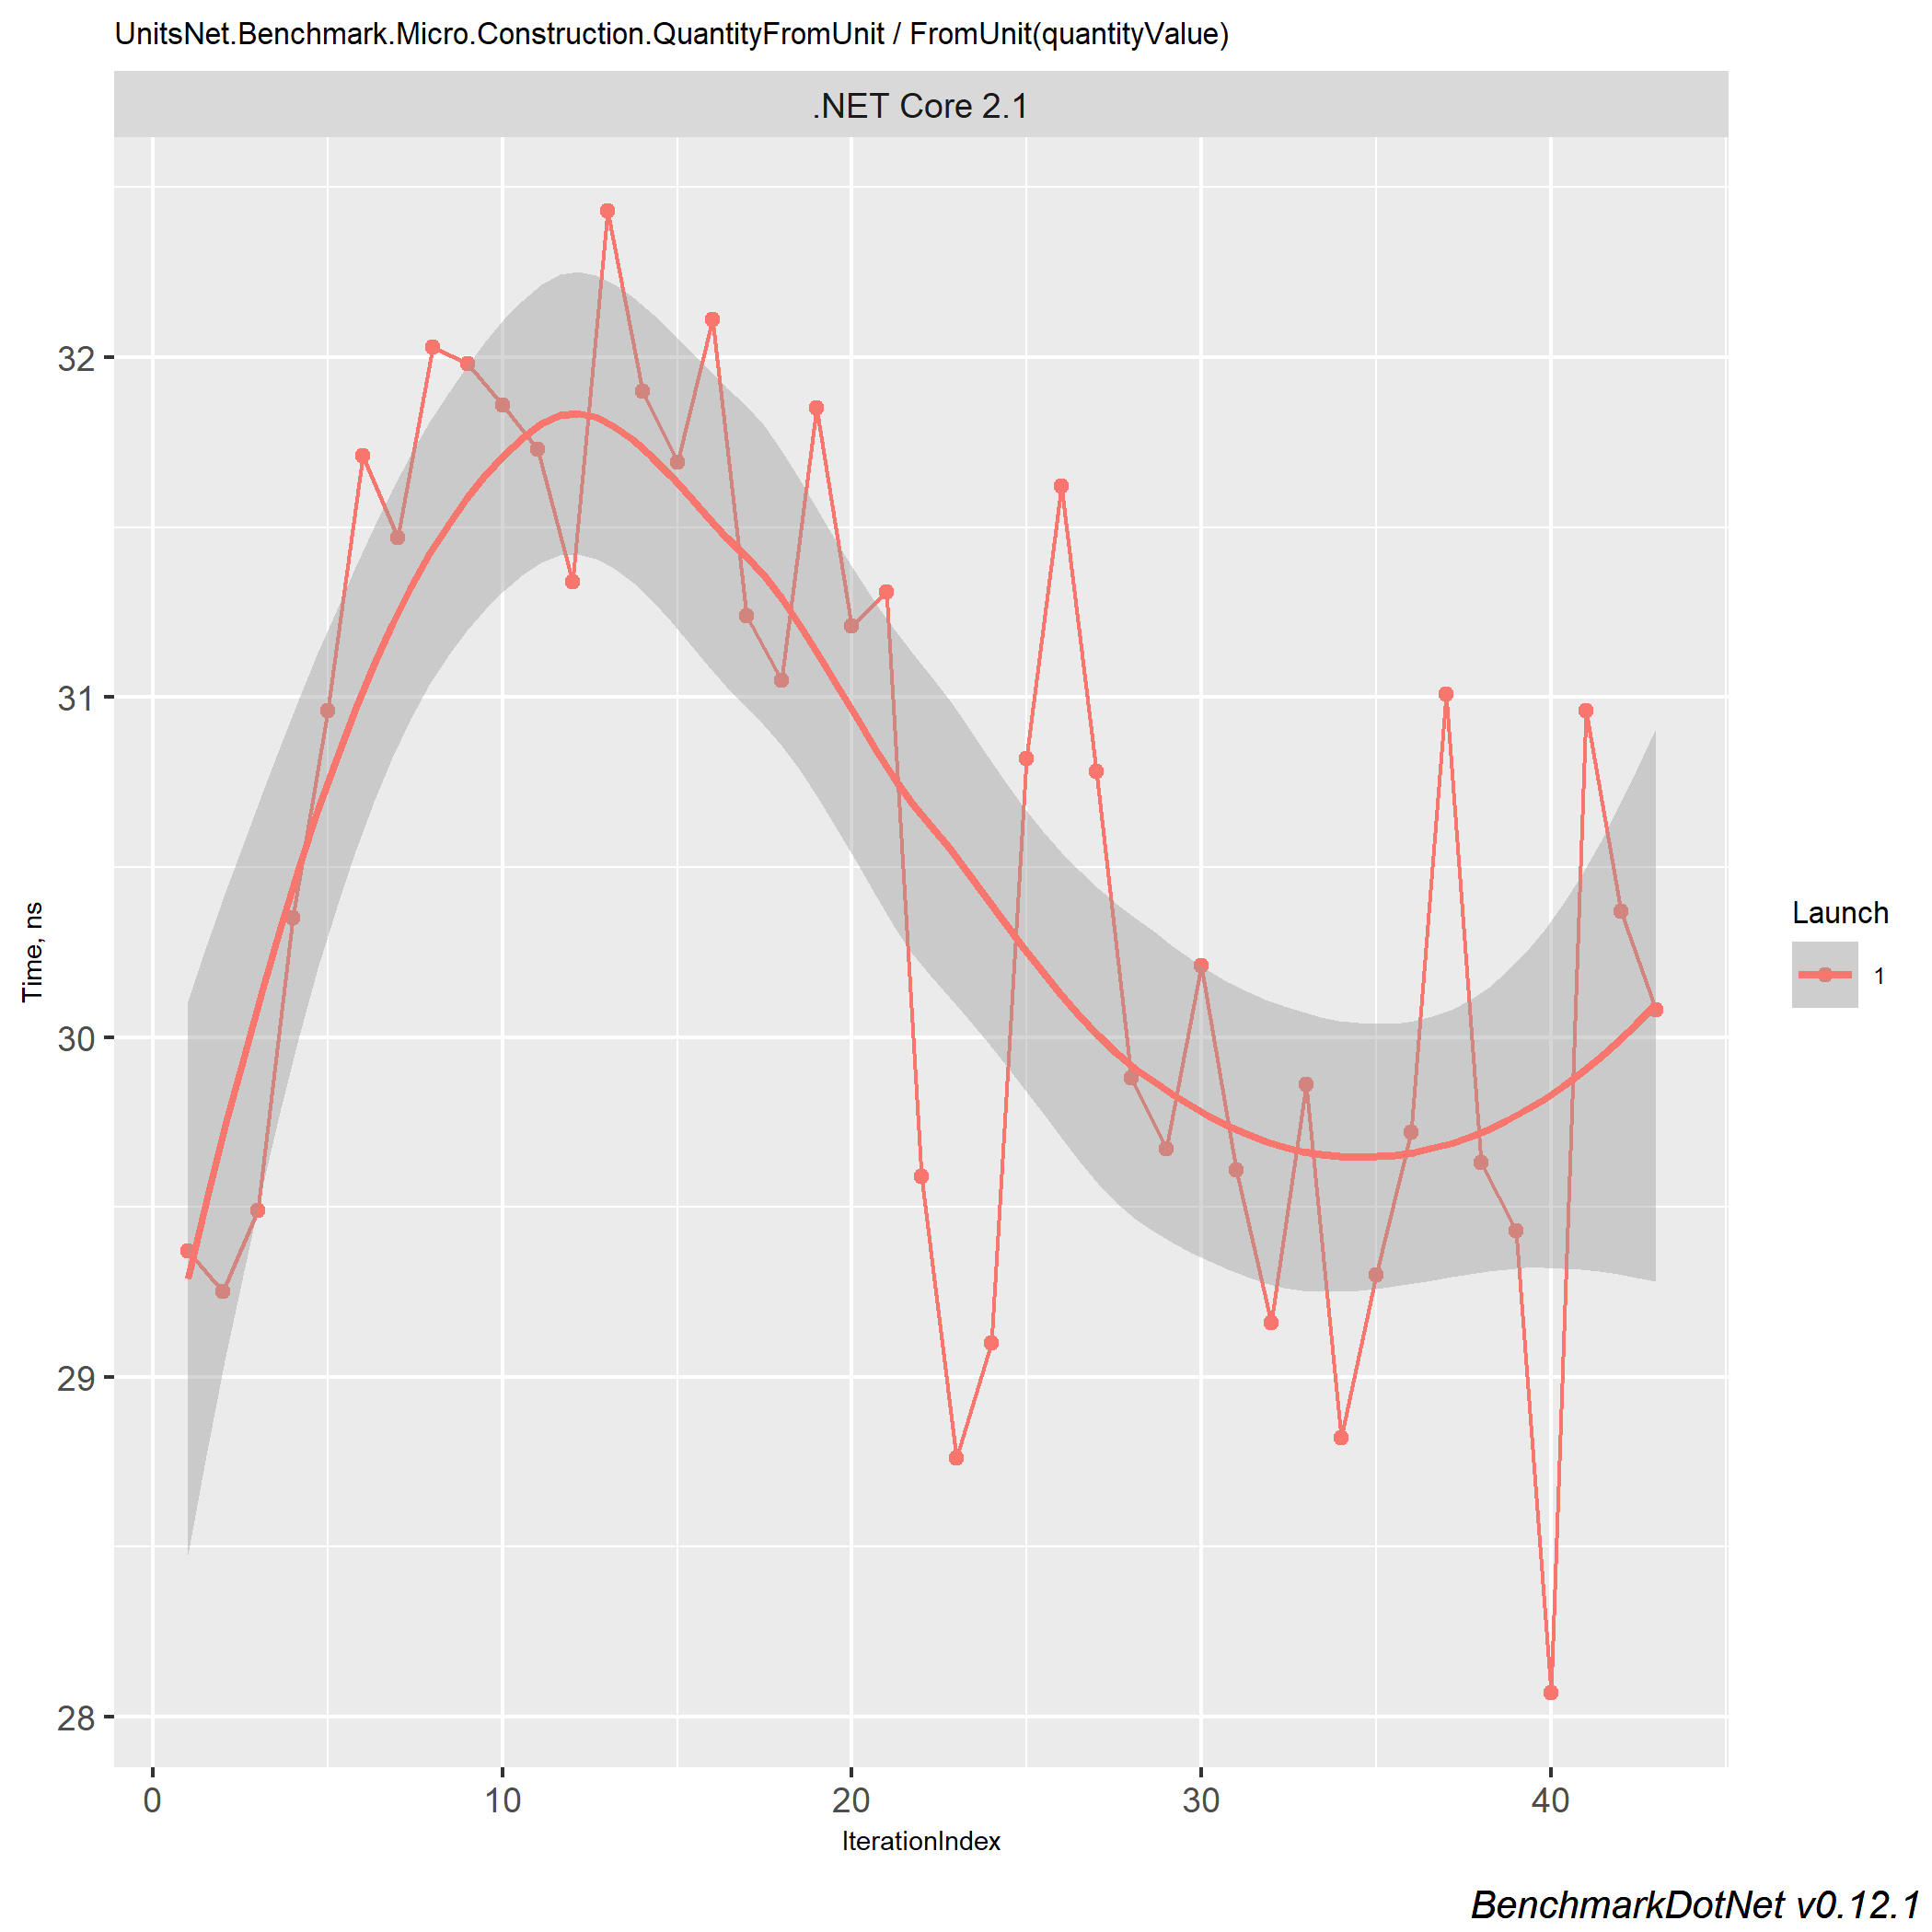 UnitsNet.Benchmark.Micro.Construction.QuantityFromUnit / FromUnit(quantityValue)
.NET Core 2.1
32
31
30
29
28
Time, ns
0 10 20 30 40
IterationIndex
Launch
1
BenchmarkDotNet v0.12.1